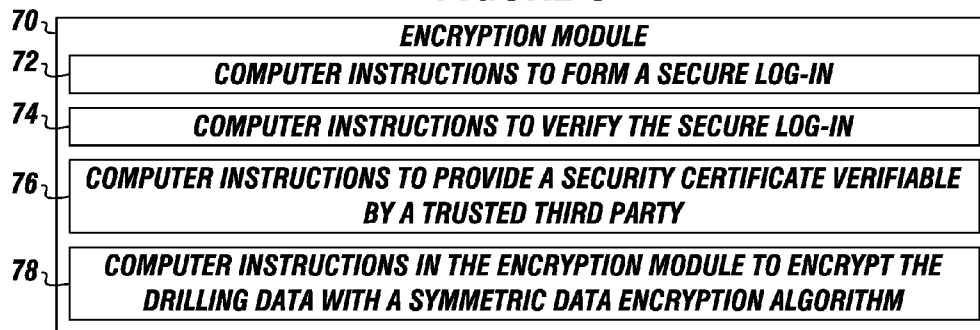 70 ENCRYPTION MODULE
72 COMPUTER INSTRUCTIONS TO FORM A SECURE LOG-IN
74 COMPUTER INSTRUCTIONS TO VERIFY THE SECURE LOG-IN
76 COMPUTER INSTRUCTIONS TO PROVIDE A SECURITY CERTIFICATE VERIFIABLE
BY A TRUSTED THIRD PARTY
78 COMPUTER INSTRUCTIONS IN THE ENCRYPTION MODULE TO ENCRYPT THE
DRILLING DATA WITH A SYMMETRIC DATA ENCRYPTION ALGORITHM